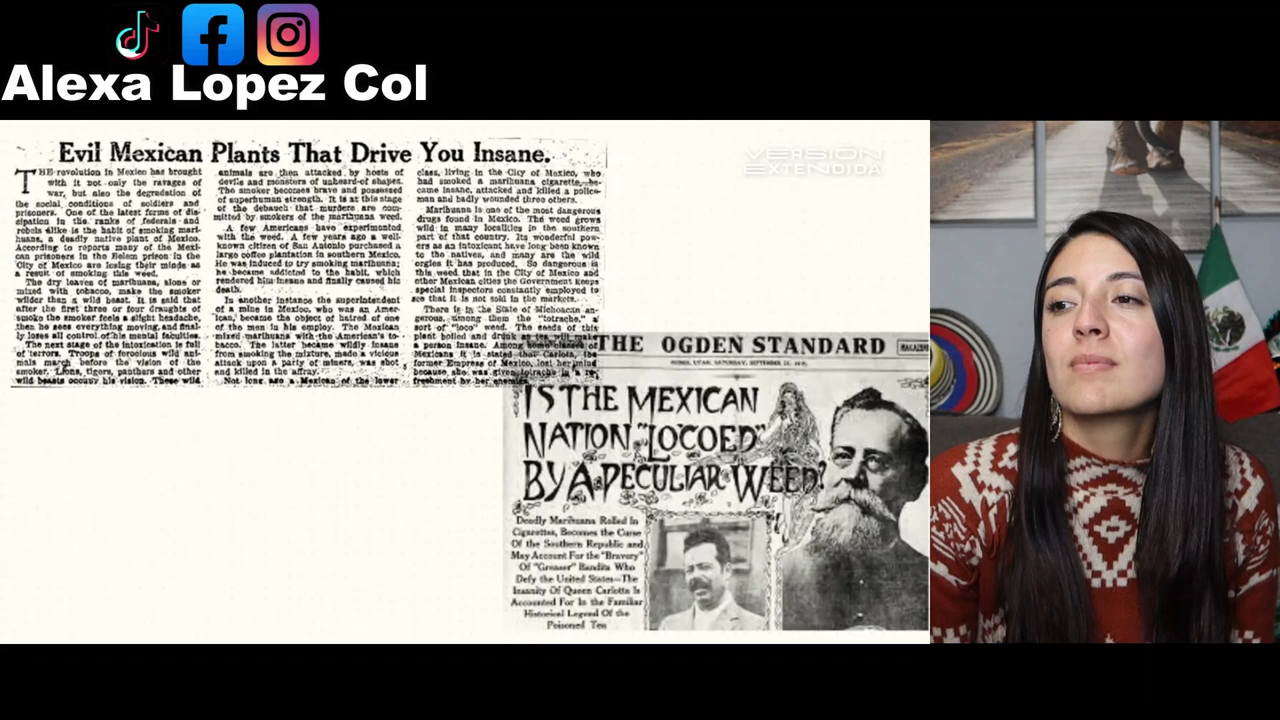 Alexa Lopez Col
VERSION
EXTENDIDA
Evil Mexican Plants That Drive You Insane.
THE revolution in Mexico has brought
with it not only the ravages of
war, but also the degradation of
the social conditions of soldiers and
prisoners. One of the latest forms of dis-
sipation in the ranks of federals and
rebels alike is the habit of smoking mari-
huana, a deadly native plant of Mexico.
According to reports many of the Mexi-
can prisoners in the Belem prison in the
City of Mexico are losing their minds as
a result of smoking this weed.
The dry leaves of marihuana, alone or
mixed with tobacco, make the smoker
wilder than a wild beast. It is said that
after the first three or four draughts of
smoke the smoker feels a slight headache,
then he sees everything moving, and final-
ly loses all control of his mental faculties.
The next stage of the intoxication is full
of terrors. Troops of ferocious wild ani-
mals march before the vision of the
smoker. Lions, tigers, panthers and other
wild beasts occupy his vision. These wild
animals are then attacked by hosts of
devils and monsters of unheard-of shapes.
The smoker becomes brave and possessed
of superhuman strength. It is at this stage
of the debauch that murders are com-
mitted by smokers of the marihuana weed.
A few Americans have experimented
with the weed. A few years ago a well-
known citizen of San Antonio purchased a
large coffee plantation in southern Mexico.
He was induced to try smoking marihuana;
he became addicted to the habit, which
rendered him insane and finally caused his
death.
In another instance the superintendent
of a mine in Mexico, who was an Amer-
ican, became the object of hatred of one
of the men in his employ. The Mexican
mixed marihuana with the American's to-
bacco. The latter became wildly insane
from smoking the mixture, made a vicious
attack upon a party of miners, was shot
and killed in the affray.
Not long ago a Mexican of the lower
class, living in the City of Mexico, who
had smoked a marihuana cigarette, be-
came insane, attacked and killed a police-
man and badly wounded three others.
Marihuana is one of the most dangerous
drugs found in Mexico. The weed grows
wild in many localities in the southern
part of that country. Its wonderful pow-
ers as an intoxicant have long been known
to the natives, and many are the wild
orgies it has produced. So dangerous is
this weed that in the City of Mexico and
other Mexican cities the Government keeps
special inspectors constantly employed to
see that it is not sold in the markets.
There is in the State of Michoacan an-
gerous, among them the "totrache," a
sort of "loco" weed. The seeds of this
plant boiled and drunk as tea will make
a person insane. Among some classes of
Mexicans it is stated that Carlota, the
former Empress of Mexico, lost her mind
because she was given totrache in a re-
freshment by her enemies.
THE OGDEN STANDARD
MAGAZINE
OGDEN, UTAH, SATURDAY, SEPTEMBER 25, 1915.
IS THE MEXICAN
NATION "LOCOED"
BY A PECULIAR WEED?
Deadly Marihuana Rolled In
Cigarettes, Becomes the Curse
Of the Southern Republic and
May Account For the "Bravery"
Of "Greaser" Bandits Who
Defy the United States—The
Insanity Of Queen Carlotta Is
Accounted For In the Familiar
Historical Legend Of the
Poisoned Tea